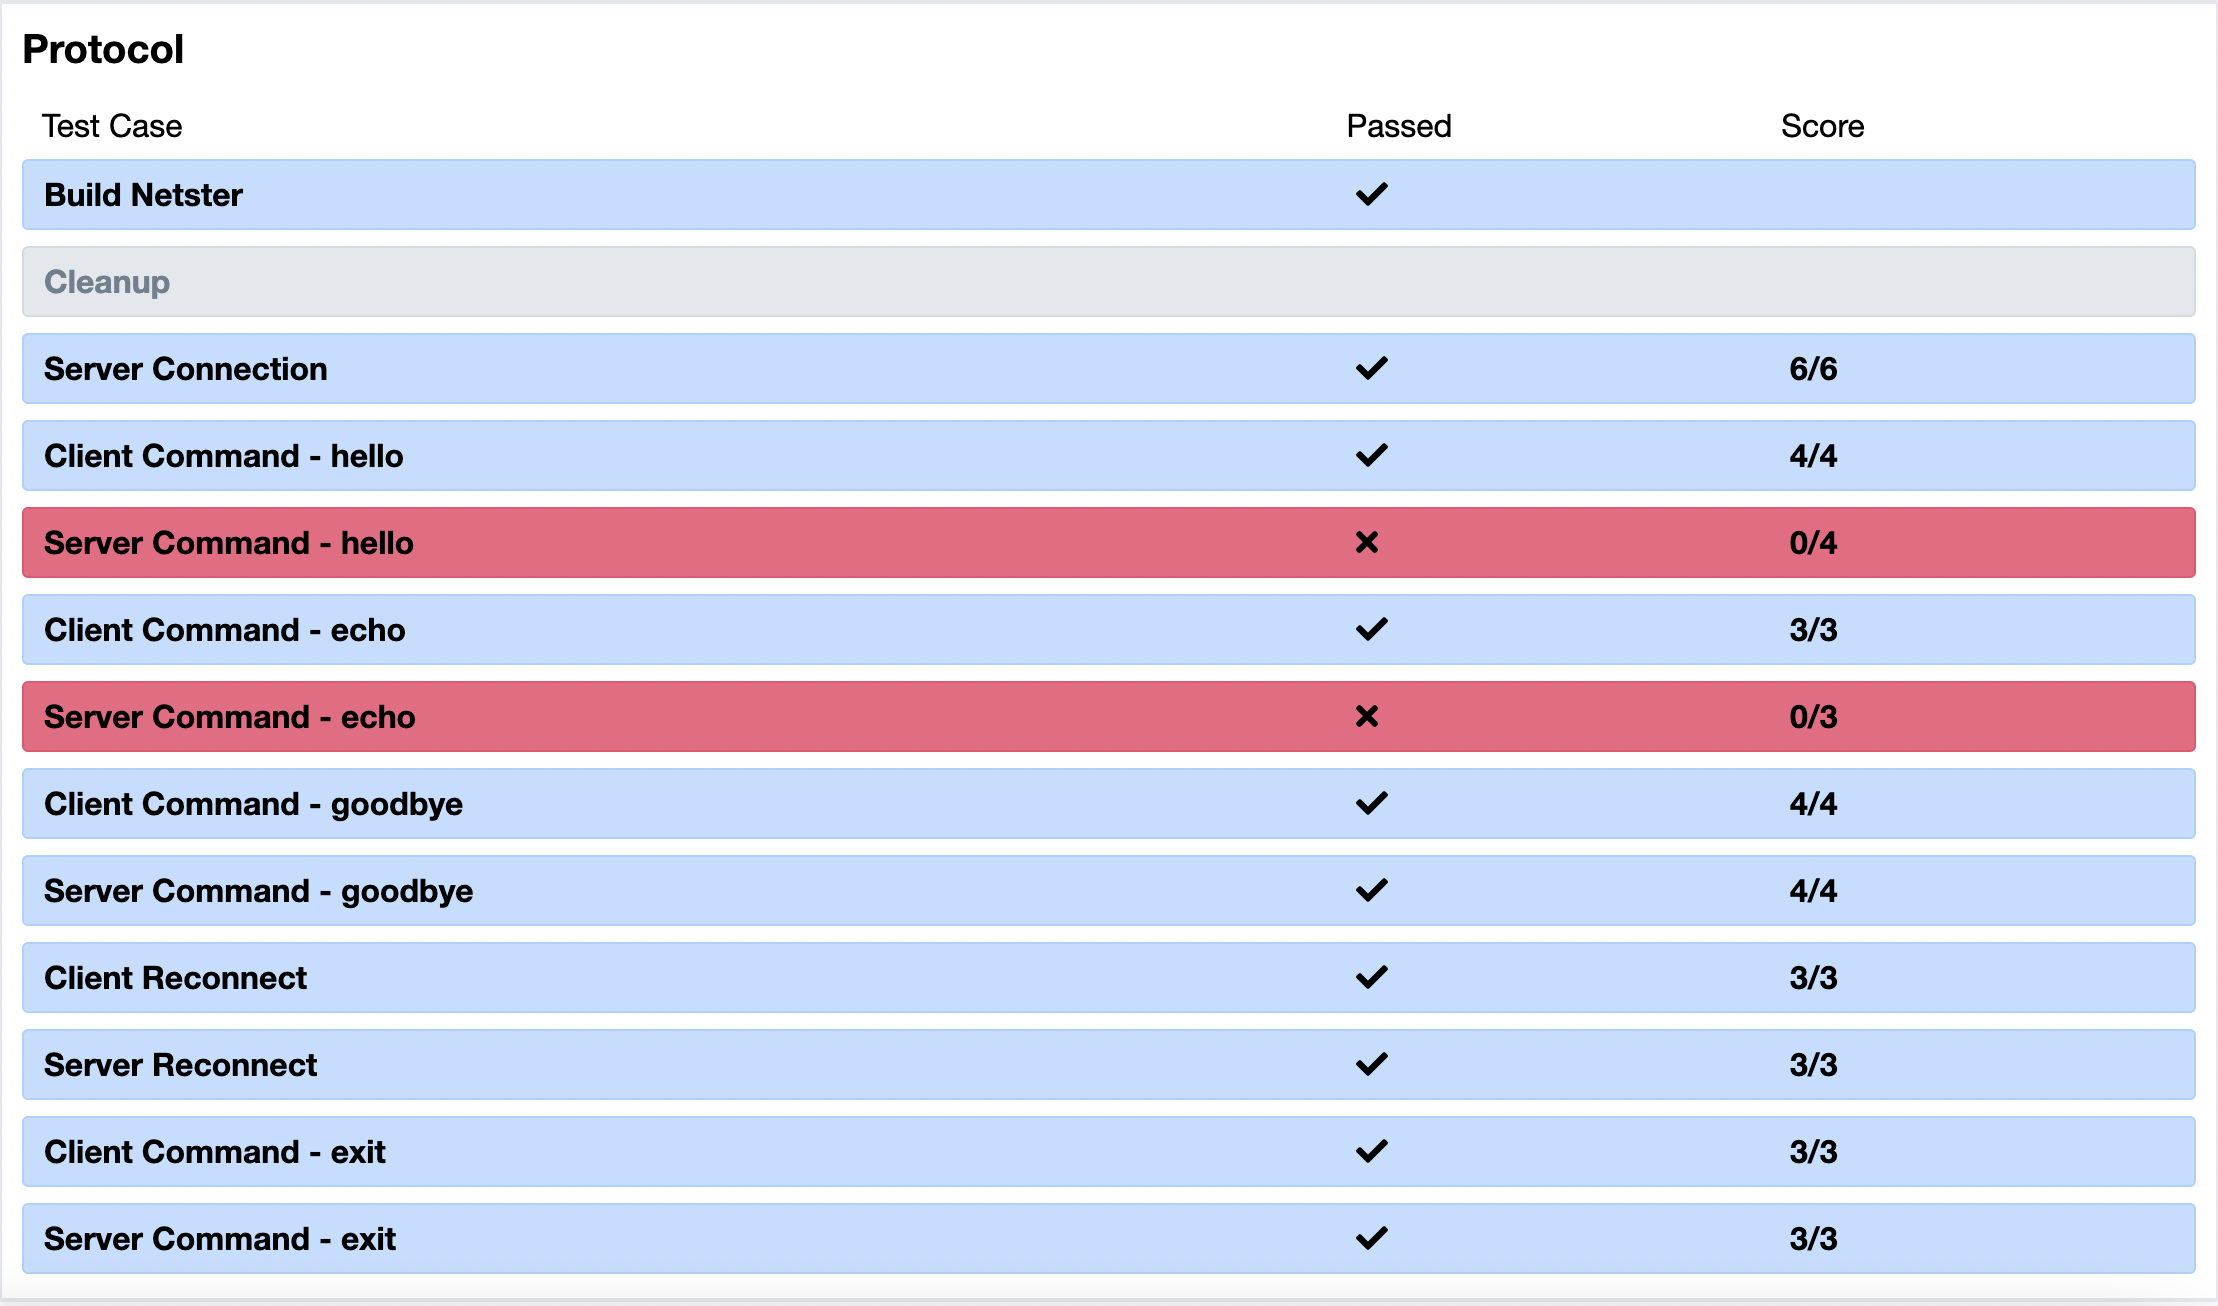 Protocol
Test Case Passed Score
Build Netster
Cleanup
Server Connection 6/6
Client Command - hello 4/4
Server Command - hello 0/4
Client Command - echo 3/3
Server Command - echo 0/3
Client Command - goodbye 4/4
Server Command - goodbye 4/4
Client Reconnect 3/3
Server Reconnect 3/3
Client Command - exit 3/3
Server Command - exit 3/3